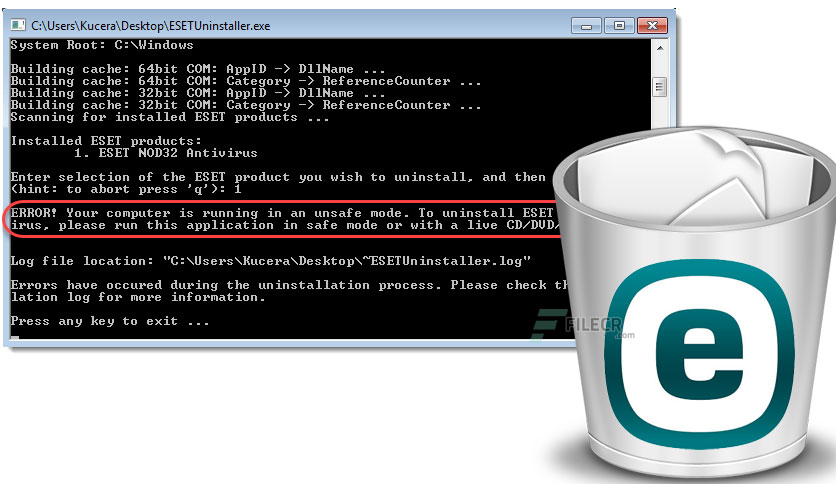 C:\Users\Kucera\Desktop\ESETUninstaller.exe
System Root: C:\Windows
Building cache: 64bit COM: AppID -> DllName ...
Building cache: 64bit COM: Category -> ReferenceCounter ...
Building cache: 32bit COM: AppID -> DllName ...
Building cache: 32bit COM: Category -> ReferenceCounter ...
Scanning for installed ESET products ...
Installed ESET products:
1. ESET NOD32 Antivirus
Enter selection of the ESET product you wish to uninstall, and then
(hint: to abort press 'q'): 1
ERROR! Your computer is running in an unsafe mode. To uninstall ESET
irus, please run this application in safe mode or with a live CD/DVD/
Log file location: "C:\Users\Kucera\Desktop\~ESETUninstaller.log"
Errors have occured during the uninstallation process. Please check th
lation log for more information.
Press any key to exit ...
FILECR
.com
e